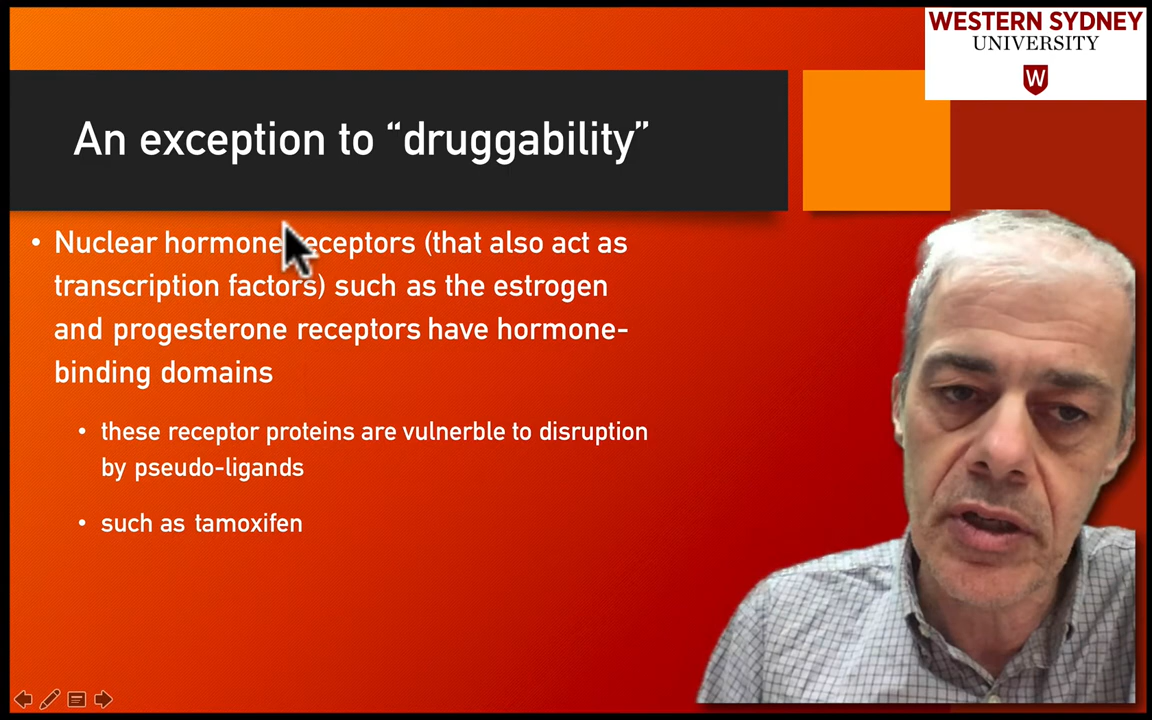 WESTERN SYDNEY
UNIVERSITY
W
An exception to “druggability”
• Nuclear hormone receptors (that also act as
transcription factors) such as the estrogen
and progesterone receptors have hormone-
binding domains
• these receptor proteins are vulnerble to disruption
by pseudo-ligands
• such as tamoxifen